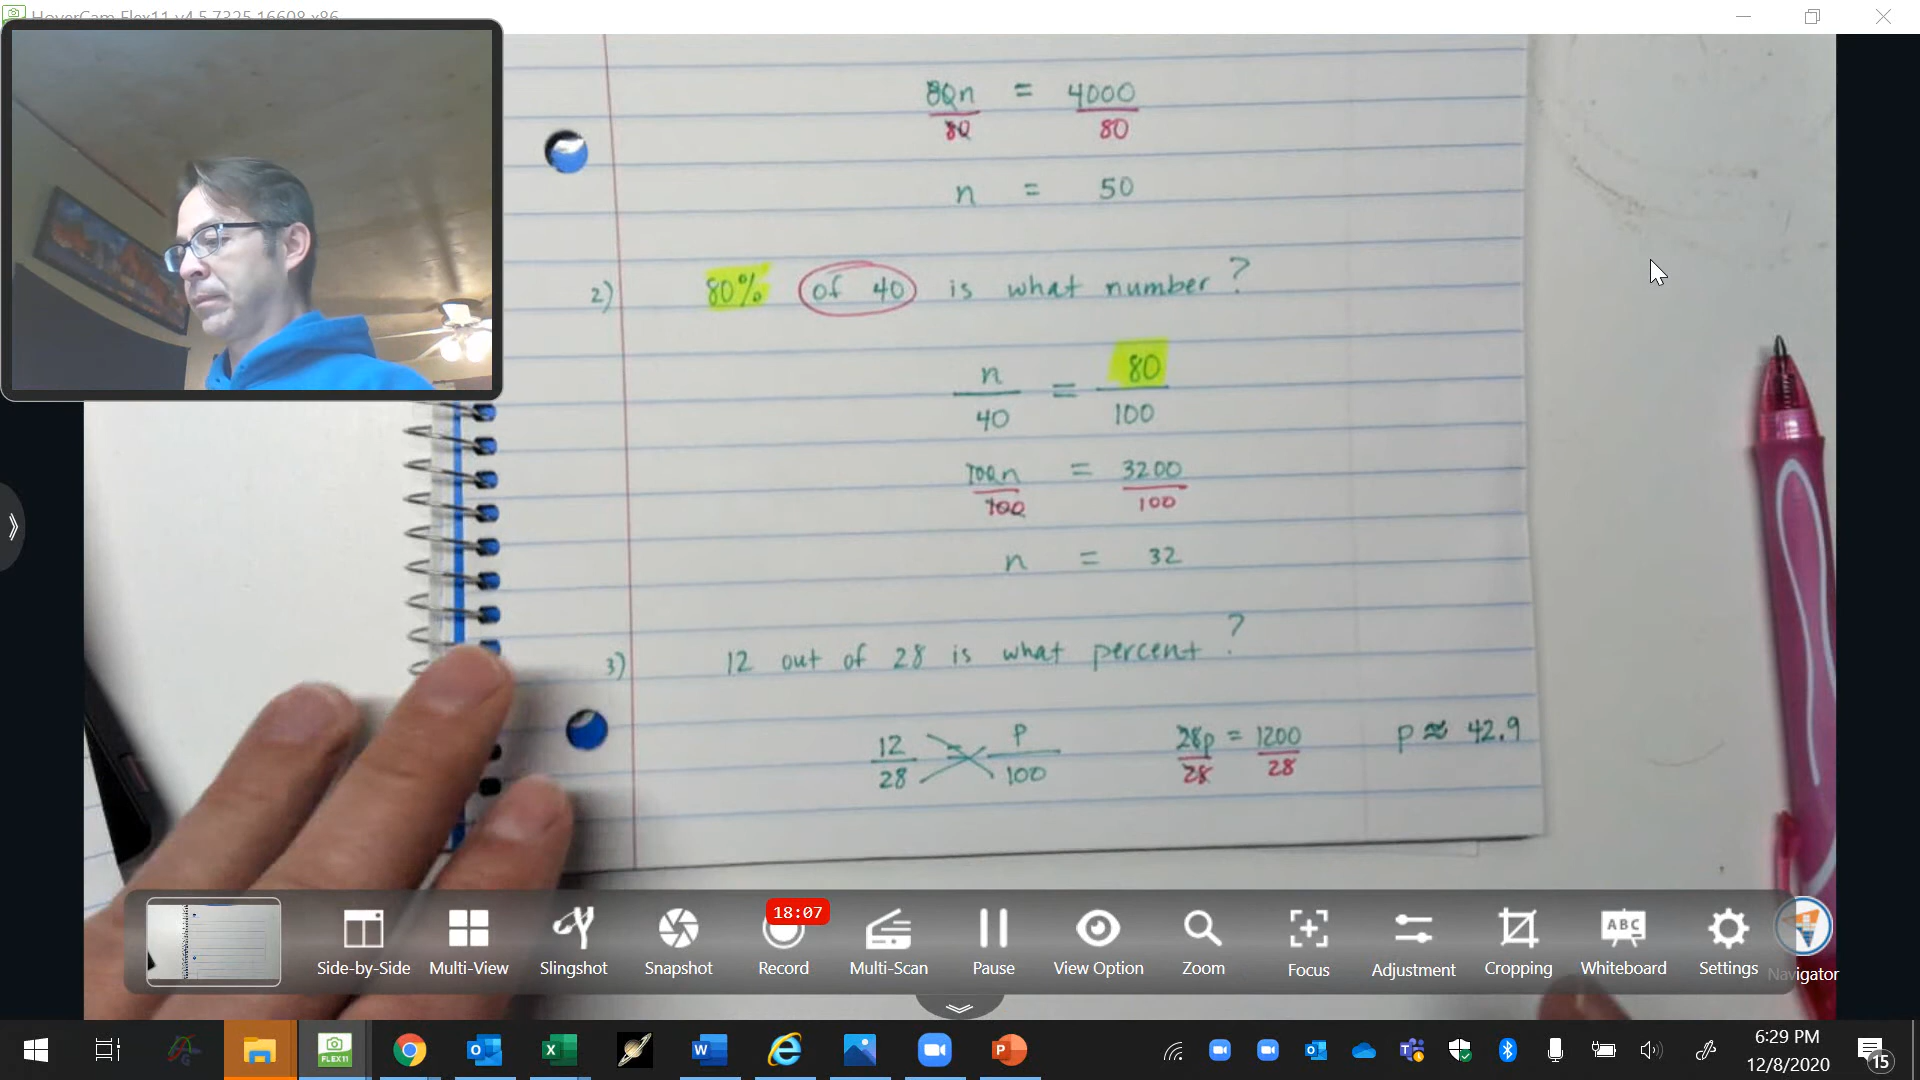 HoverCam Flex11 v4.5.7325.16608 x86
80n = 4000
80 80
n = 50
2) 80% of 40 is what number?
n = 80
40 100
100n = 3200
100 100
n = 32
3) 12 out of 28 is what percent?
12 = p 28p = 1200 p ≈ 42.9
28 100 28 28
18:07
Side-by-Side Multi-View Slingshot Snapshot Record Multi-Scan Pause View Option Zoom Focus Adjustment Cropping ABC Whiteboard Settings Navigator
FLEX11
6:29 PM
12/8/2020
15